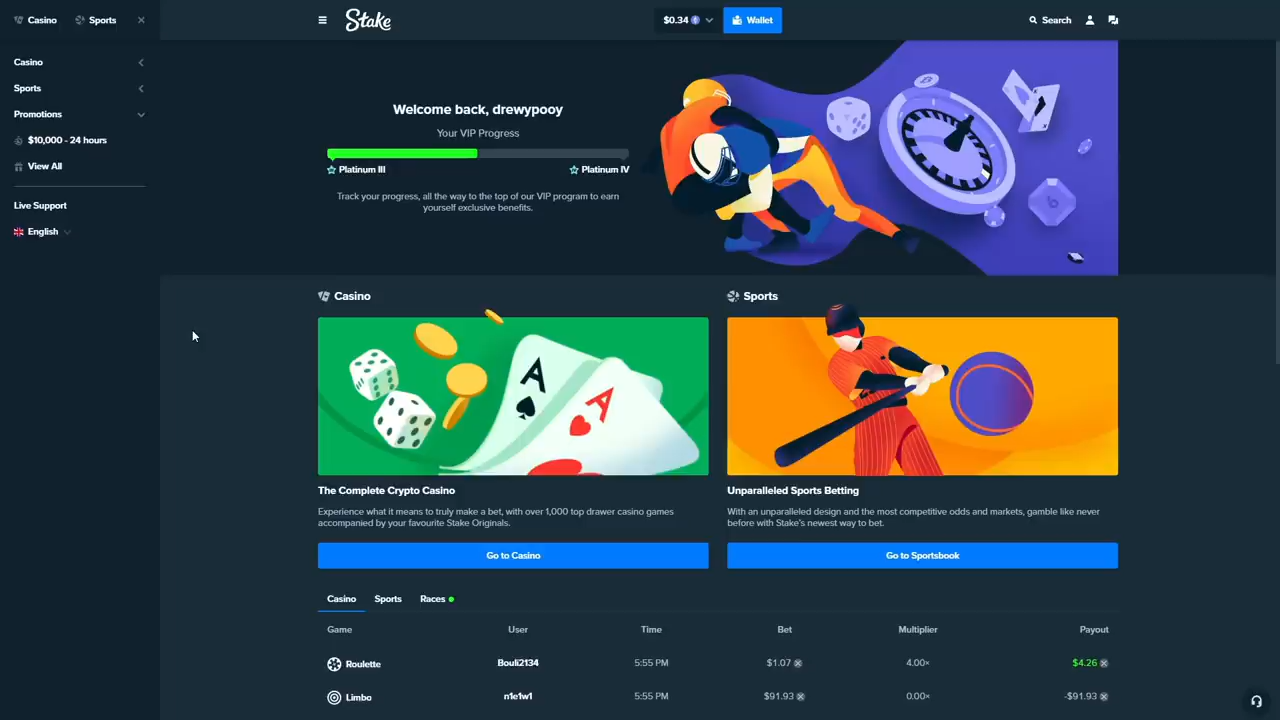 Casino
Sports
Stake
$0.34
Wallet
Search
Casino
Sports
Promotions
$10,000 - 24 hours
View All
Live Support
English
Welcome back, drewypooy
Your VIP Progress
Platinum III
Platinum IV
Track your progress, all the way to the top of our VIP program to earn
yourself exclusive benefits.
Casino
A
A
The Complete Crypto Casino
Experience what it means to truly make a bet, with over 1,000 top drawer casino games
accompanied by your favourite Stake Originals.
Go to Casino
Sports
Unparalleled Sports Betting
With an unparalleled design and the most competitive odds and markets, gamble like never
before with Stake's newest way to bet.
Go to Sportsbook
Casino Sports Races
Game User Time Bet Multiplier Payout
Roulette Bouli2134 5:55 PM $1.07 4.00× $4.26
Limbo n1e1w1 5:55 PM $91.93 0.00× -$91.93